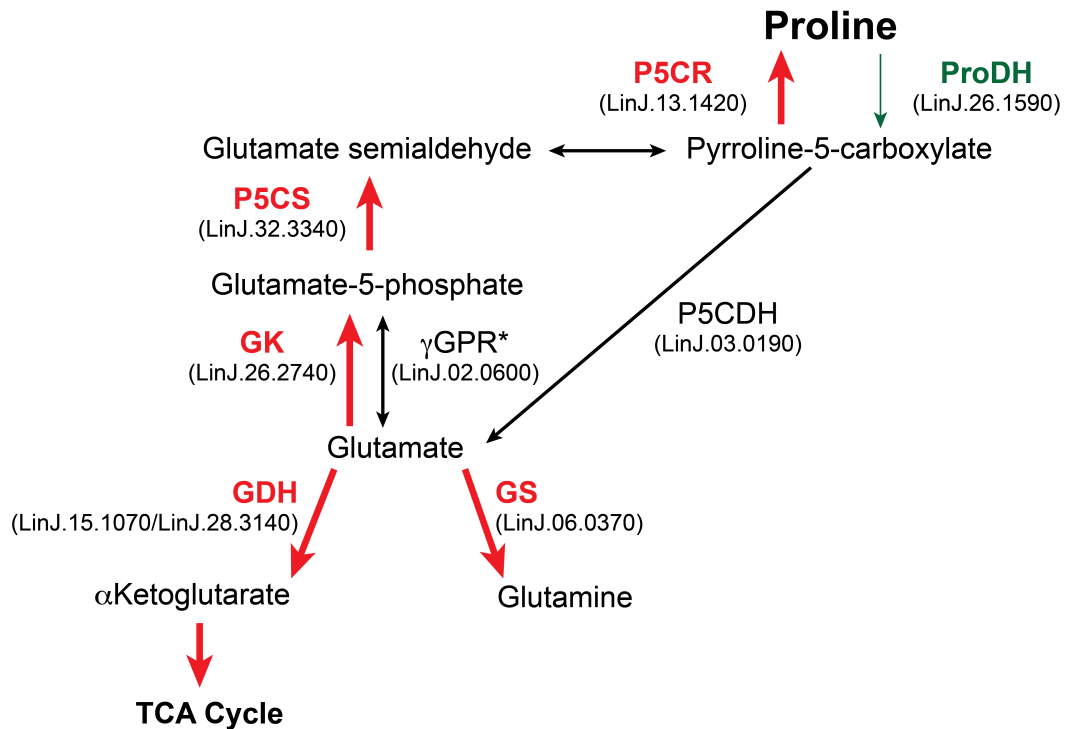 Proline
P5CR
(LinJ.13.1420)
ProDH
(LinJ.26.1590)
Glutamate semialdehyde
Pyrroline-5-carboxylate
P5CS
(LinJ.32.3340)
Glutamate-5-phosphate
P5CDH
(LinJ.03.0190)
GK
(LinJ.26.2740)
γGPR*
(LinJ.02.0600)
Glutamate
GDH
(LinJ.15.1070/LinJ.28.3140)
GS
(LinJ.06.0370)
αKetoglutarate
Glutamine
TCA Cycle